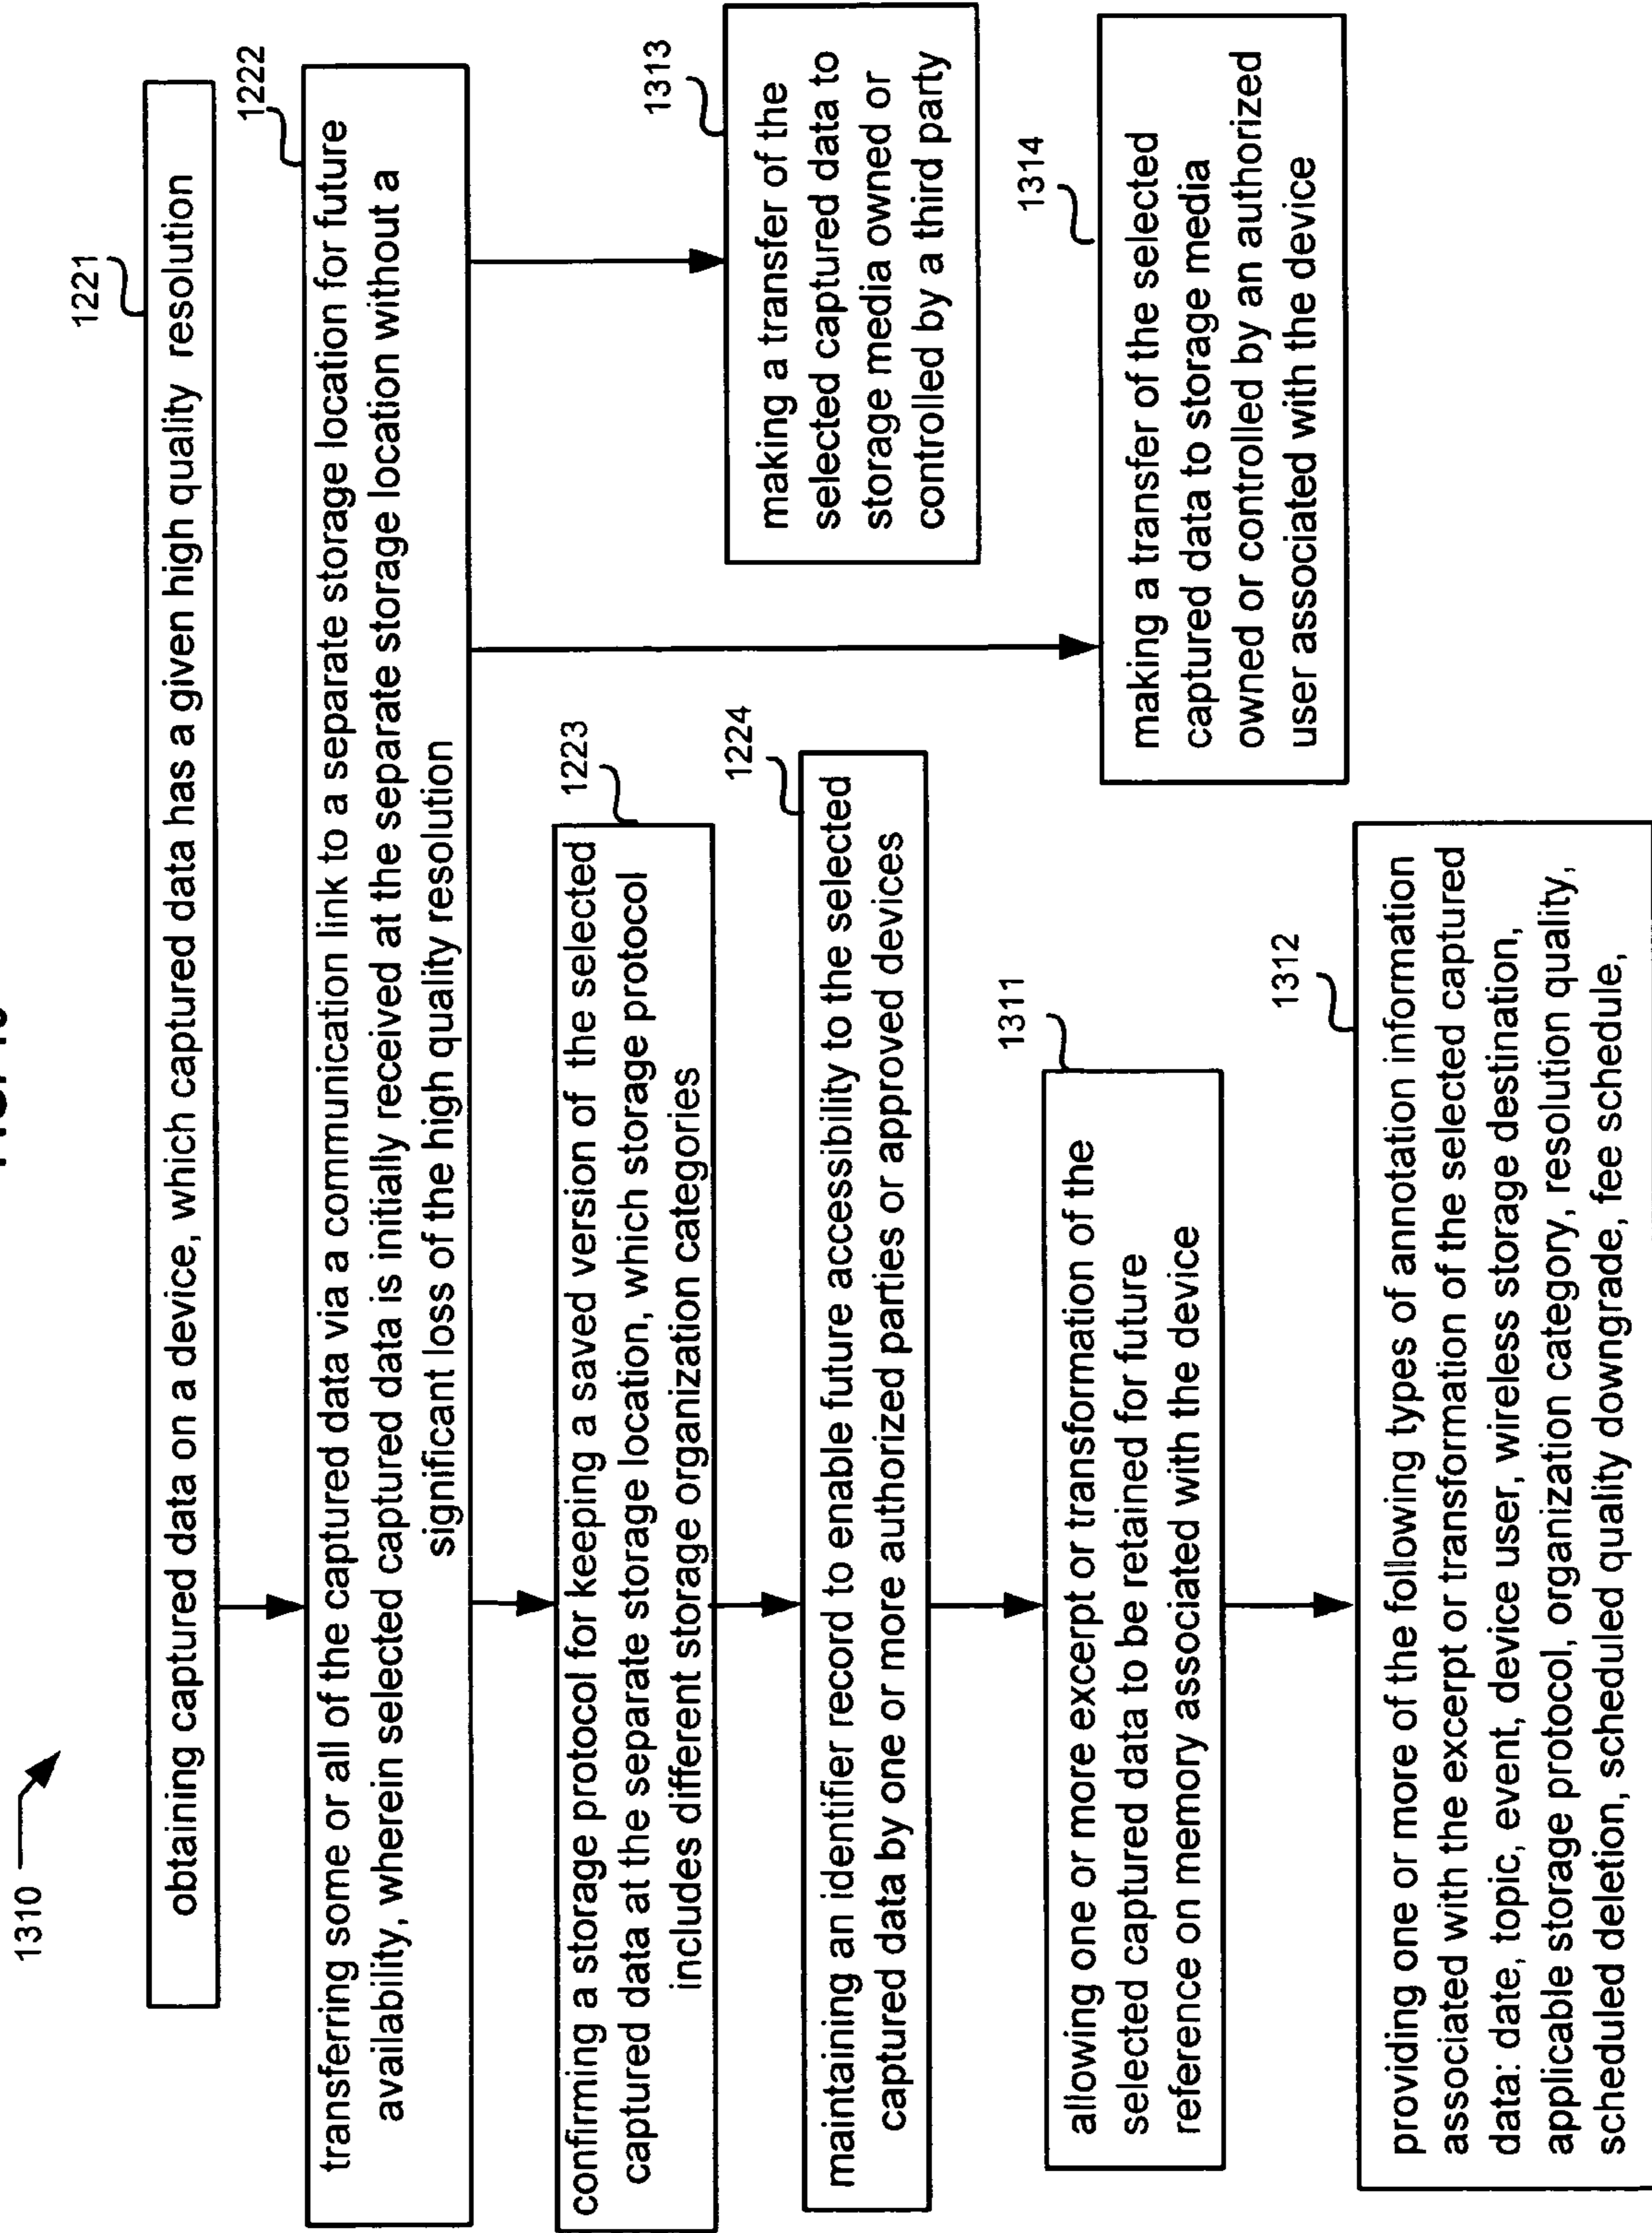 1310
1221
obtaining captured data on a device, which captured data has a given high quality resolution
1222
transferring some or all of the captured data via a communication link to a separate storage location for future
availability, wherein selected captured data is initially received at the separate storage location without a
significant loss of the high quality resolution
1223
confirming a storage protocol for keeping a saved version of the selected
captured data at the separate storage location, which storage protocol
includes different storage organization categories
1224
maintaining an identifier record to enable future accessibility to the selected
captured data by one or more authorized parties or approved devices
1311
allowing one or more excerpt or transformation of the
selected captured data to be retained for future
reference on memory associated with the device
1312
providing one or more of the following types of annotation information
associated with the excerpt or transformation of the selected captured
data: date, topic, event, device user, wireless storage destination,
applicable storage protocol, organization category, resolution quality,
scheduled deletion, scheduled quality downgrade, fee schedule,
1313
making a transfer of the
selected captured data to
storage media owned or
controlled by a third party
1314
making a transfer of the selected
captured data to storage media
owned or controlled by an authorized
user associated with the device